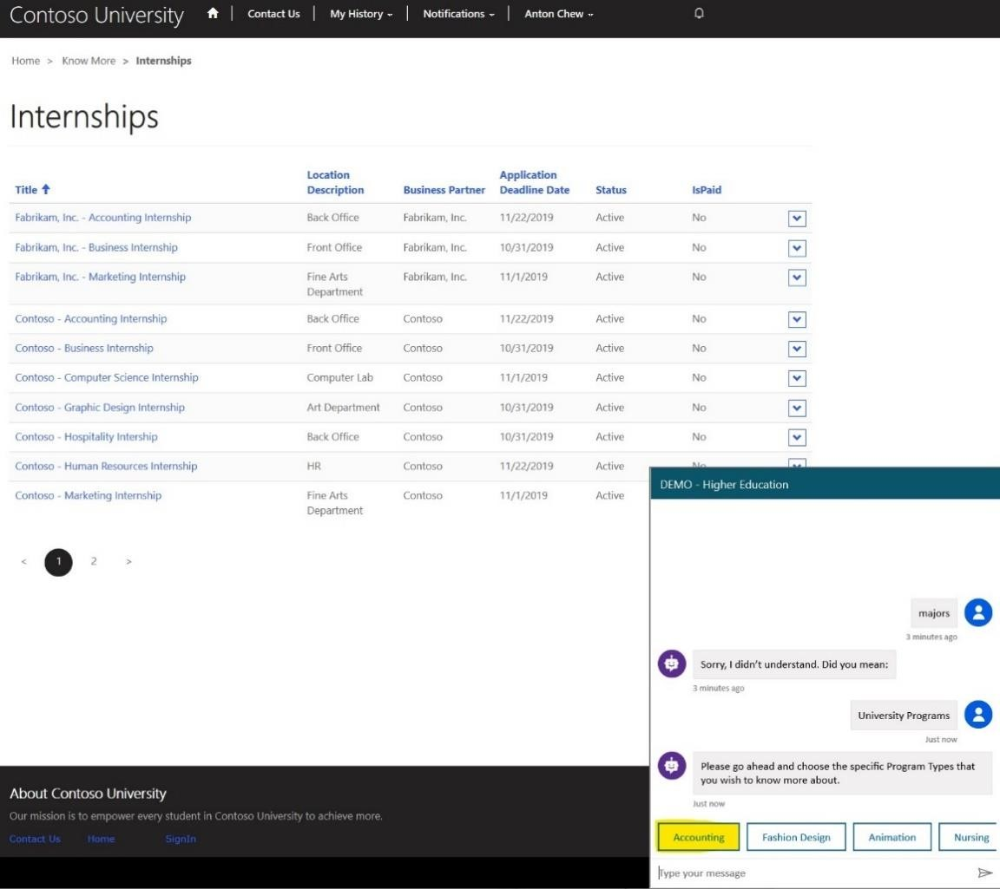 Contoso University | Contact Us | My History | Notifications | Anton Chew
Home > Know More > Internships
Internships
Title Location Description Business Partner Application Deadline Date Status IsPaid
Fabrikam, Inc. - Accounting Internship Back Office Fabrikam, Inc. 11/22/2019 Active No
Fabrikam, Inc. - Business Internship Front Office Fabrikam, Inc. 10/31/2019 Active No
Fabrikam, Inc. - Marketing Internship Fine Arts Department Fabrikam, Inc. 11/1/2019 Active No
Contoso - Accounting Internship Back Office Contoso 11/22/2019 Active No
Contoso - Business Internship Front Office Contoso 10/31/2019 Active No
Contoso - Computer Science Internship Computer Lab Contoso 11/1/2019 Active No
Contoso - Graphic Design Internship Art Department Contoso 10/31/2019 Active No
Contoso - Hospitality Intership Back Office Contoso 10/31/2019 Active No
Contoso - Human Resources Internship HR Contoso 11/22/2019 Active No
Contoso - Marketing Internship Fine Arts Department Contoso 11/1/2019 Active
< 1 2 >
DEMO - Higher Education
majors
3 minutes ago
Sorry, I didn't understand. Did you mean:
3 minutes ago
University Programs
Just now
Please go ahead and choose the specific Program Types that
you wish to know more about.
Just now
Accounting Fashion Design Animation Nursing
Type your message
About Contoso University
Our mission is to empower every student in Contoso University to achieve more.
Contact Us Home SignIn